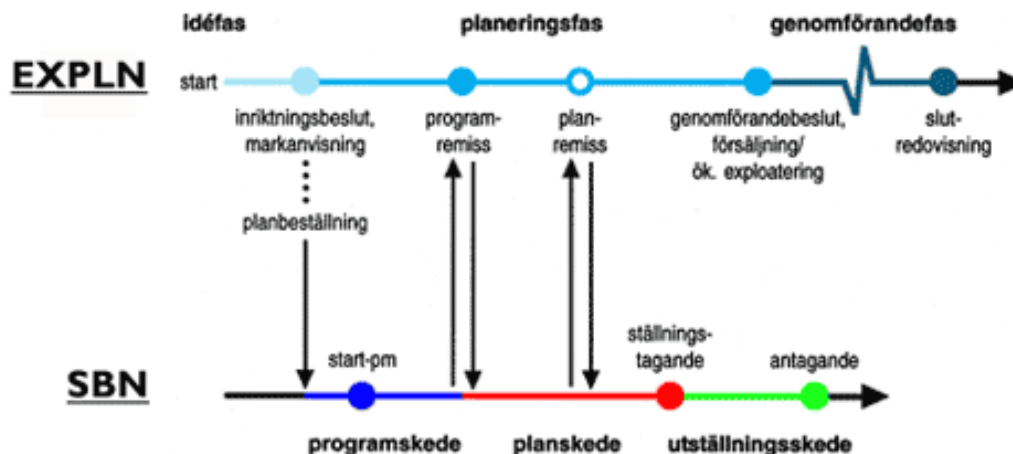 idéfas planeringsfas genomförandefas
EXPLN start
inriktningsbeslut,
markanvisning
program-
remiss
plan-
remiss
genomförandebeslut,
försäljning/
ök. exploatering
slut-
redovisning
planbeställning
SBN
start-pm
ställnings-
tagande
antagande
programskede planskede utställningsskede